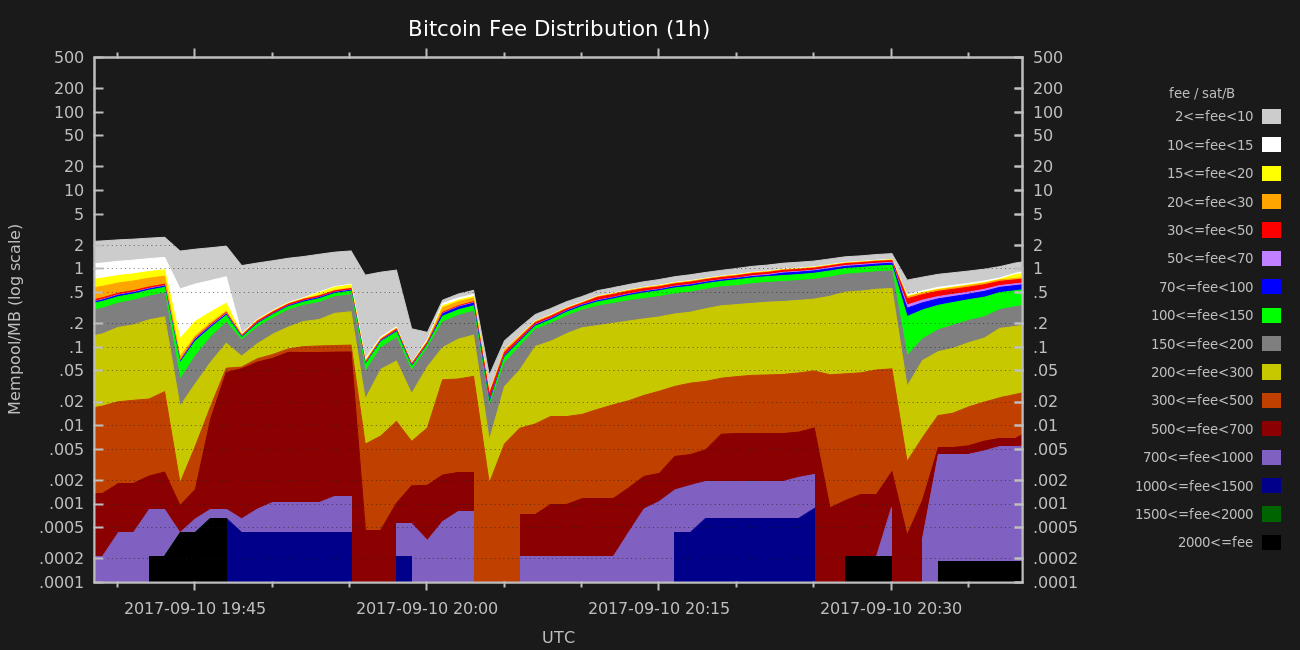 Bitcoin Fee Distribution (1h)
Mempool/MB (log scale)
500
200
100
50
20
10
5
2
1
.5
.2
.1
.05
.02
.01
.005
.002
.001
.0005
.0002
.0001
500
200
100
50
20
10
5
2
1
.5
.2
.1
.05
.02
.01
.005
.002
.001
.0005
.0002
.0001
2017-09-10 19:45
2017-09-10 20:00
2017-09-10 20:15
2017-09-10 20:30
UTC
fee / sat/B
2<=fee<10
10<=fee<15
15<=fee<20
20<=fee<30
30<=fee<50
50<=fee<70
70<=fee<100
100<=fee<150
150<=fee<200
200<=fee<300
300<=fee<500
500<=fee<700
700<=fee<1000
1000<=fee<1500
1500<=fee<2000
2000<=fee